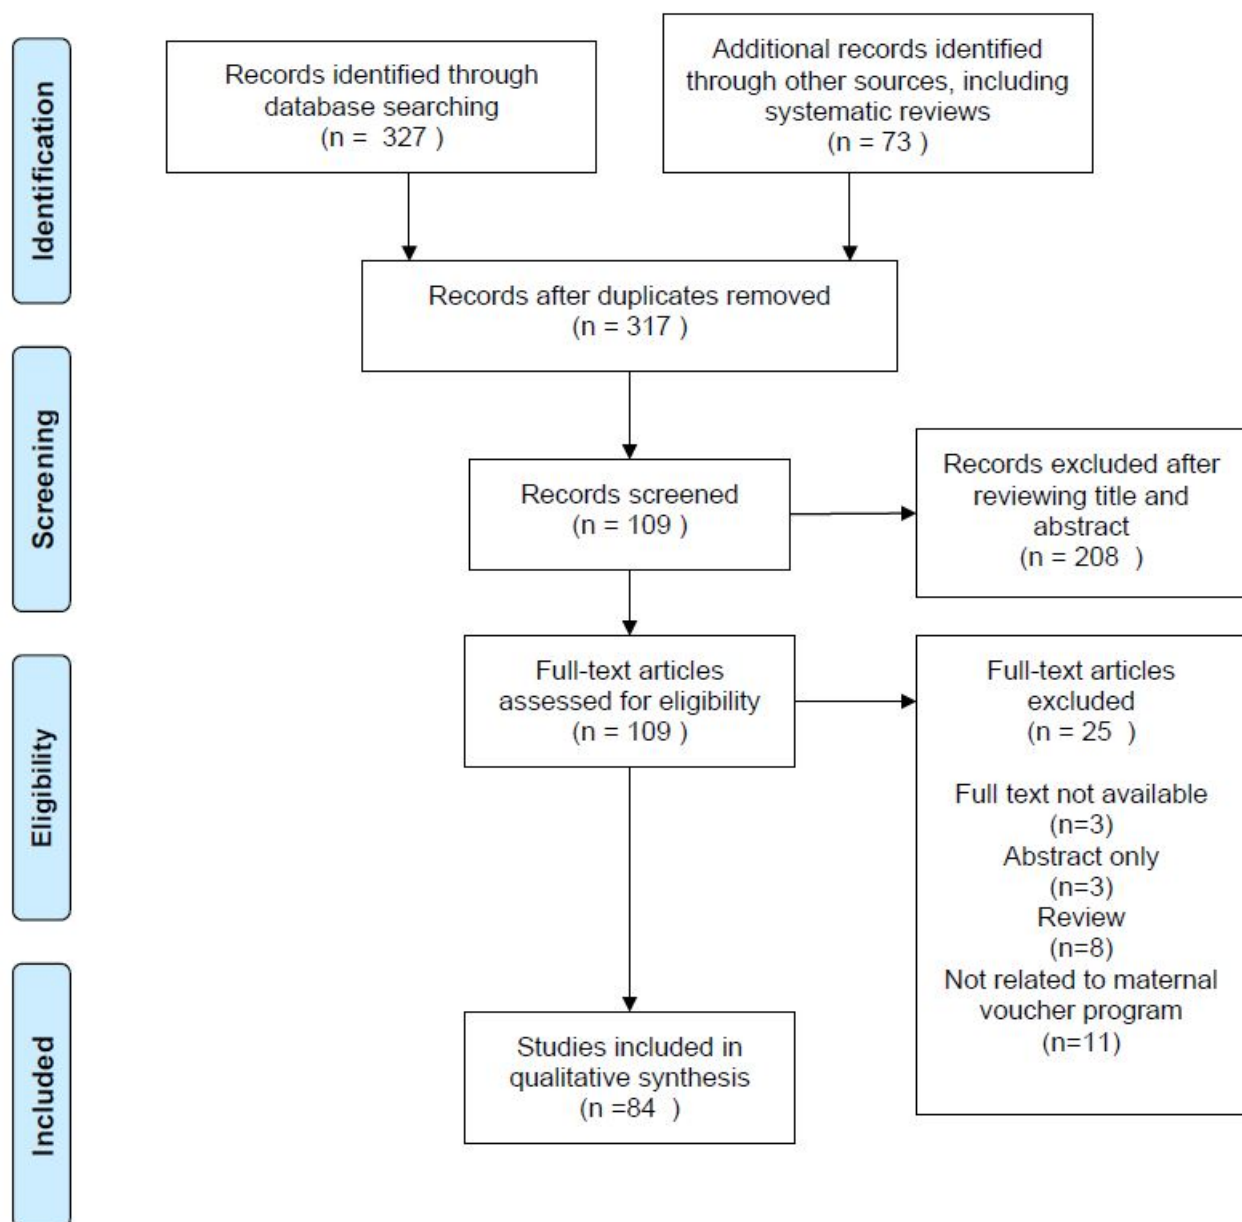 Identification
Records identified through
database searching
(n = 327 )
Additional records identified
through other sources, including
systematic reviews
(n = 73 )
Records after duplicates removed
(n = 317 )
Screening
Records screened
(n = 109 )
Records excluded after
reviewing title and
abstract
(n = 208 )
Eligibility
Full-text articles
assessed for eligibility
(n = 109 )
Full-text articles
excluded
(n = 25 )
Full text not available
(n=3)
Abstract only
(n=3)
Review
(n=8)
Not related to maternal
voucher program
(n=11)
Included
Studies included in
qualitative synthesis
(n =84 )